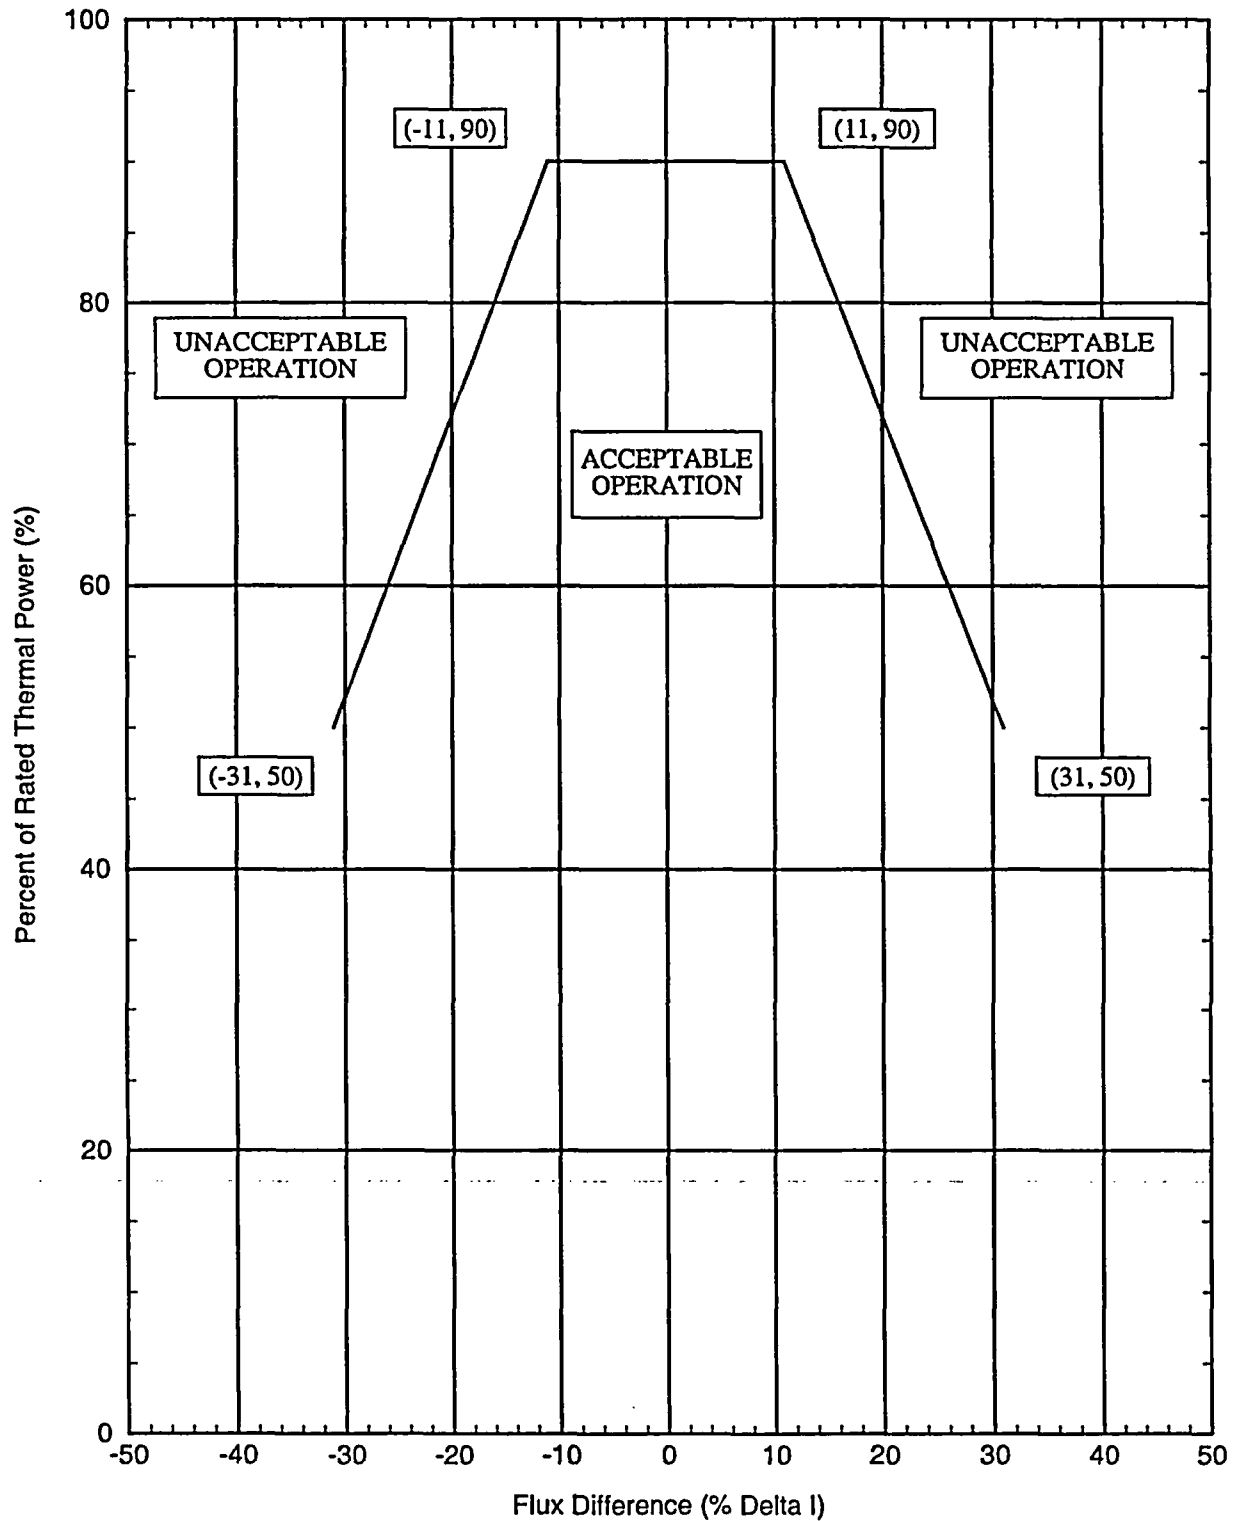 100
(-11, 90)
(11, 90)
80
UNACCEPTABLE
OPERATION
UNACCEPTABLE
OPERATION
ACCEPTABLE
OPERATION
60
Percent of Rated Thermal Power (%)
(-31, 50)
(31, 50)
40
20
0
-50 -40 -30 -20 -10 0 10 20 30 40 50
Flux Difference (% Delta I)